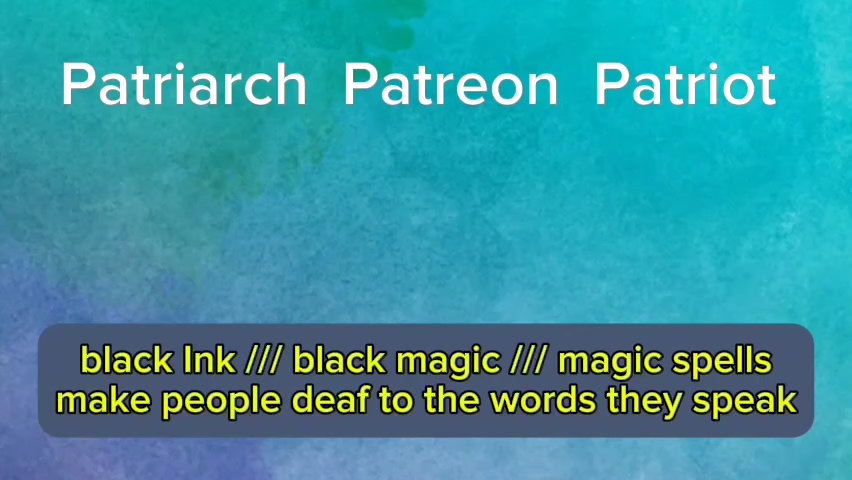 Patriarch Patreon Patriot
black Ink /// black magic /// magic spells
make people deaf to the words they speak